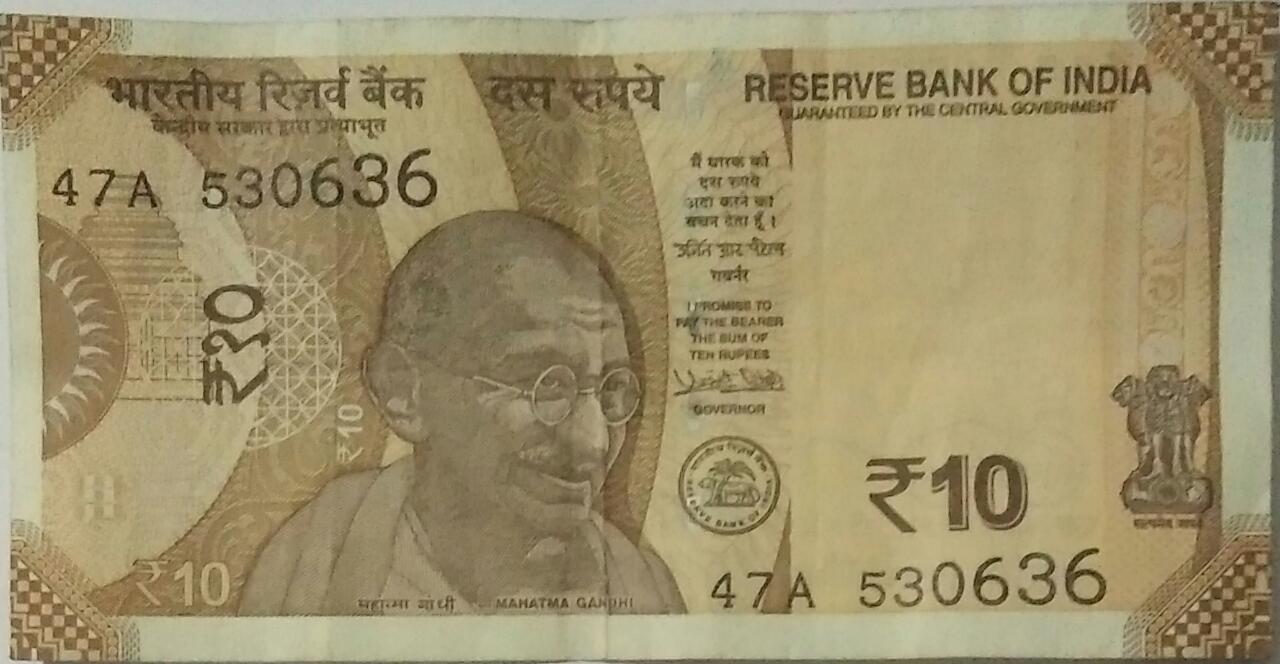 भारतीय रिज़र्व बैंक
केन्द्रीय सरकार द्वारा प्रत्याभूत
47A 530636
दस रुपये
RESERVE BANK OF INDIA
GUARANTEED BY THE CENTRAL GOVERNMENT
मैं धारक को
दस रुपये
अदा करने का
वचन देता हूँ।
उर्जित आर पटेल
गवर्नर
I PROMISE TO
PAY THE BEARER
THE SUM OF
TEN RUPEES
GOVERNOR
₹१०
₹10
₹10
महात्मा गांधी
MAHATMA GANDHI
भारतीय रिज़र्व बैंक
RESERVE BANK OF INDIA
₹10
सत्यमेव जयते
47A 530636